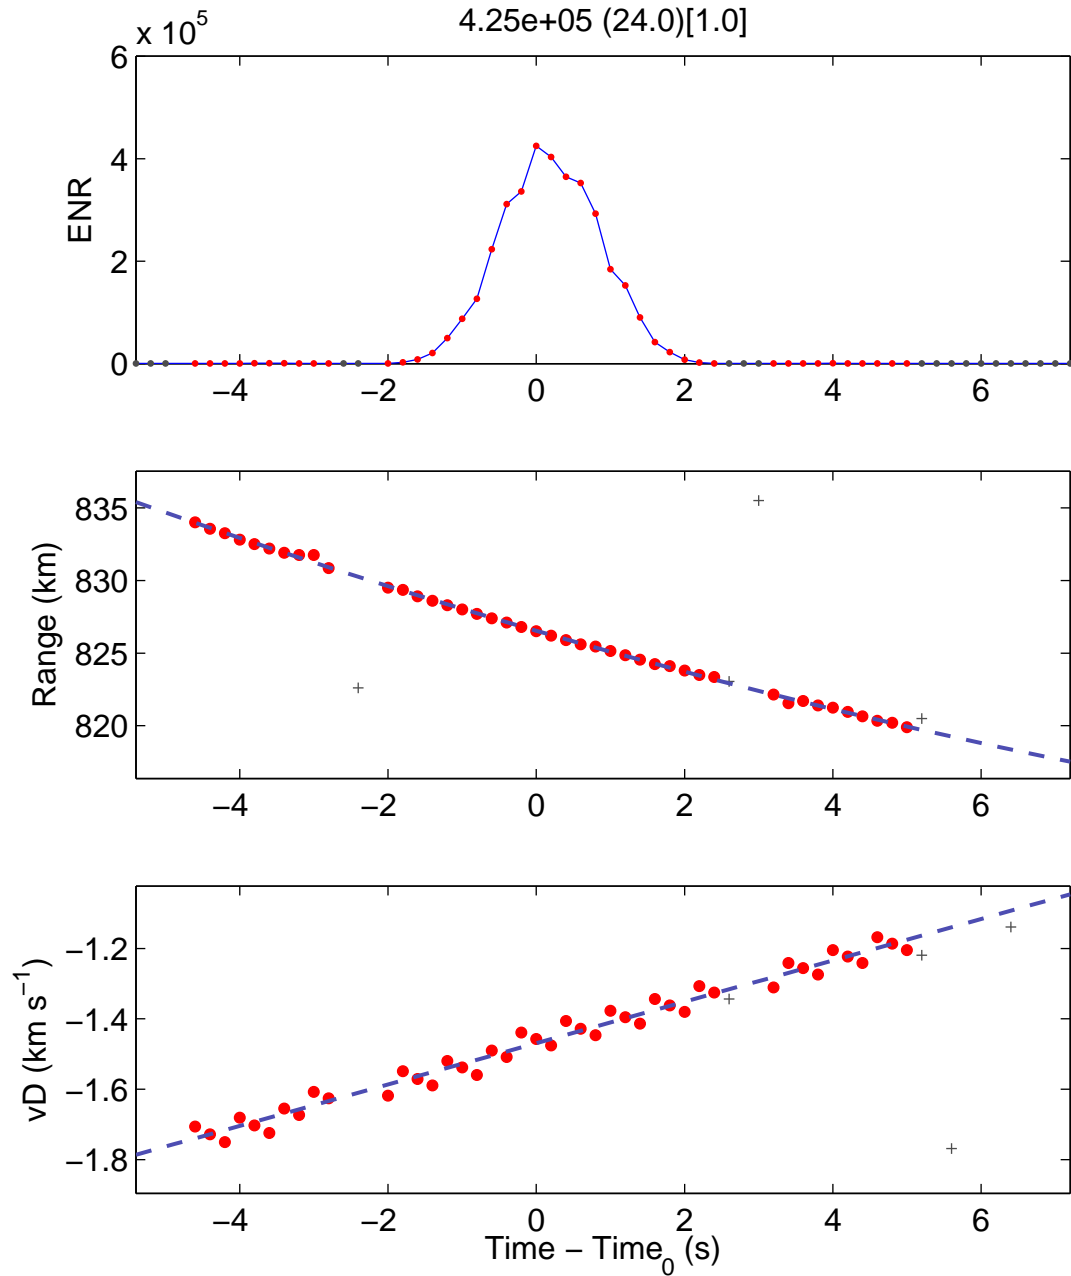 4.25e+05 (24.0)[1.0]
x 10^5
6
4
2
0
ENR
−4 −2 0 2 4 6
835
830
825
820
Range (km)
−4 −2 0 2 4 6
−1.2
−1.4
−1.6
−1.8
vD (km s^−1)
−4 −2 0 2 4 6
Time − Time_0 (s)